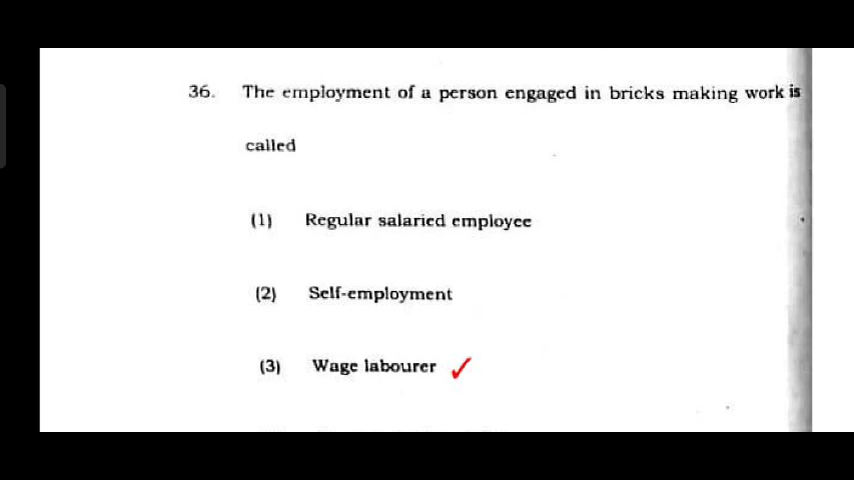 36. The employment of a person engaged in bricks making work is
called
(1) Regular salaried employee
(2) Self-employment
(3) Wage labourer